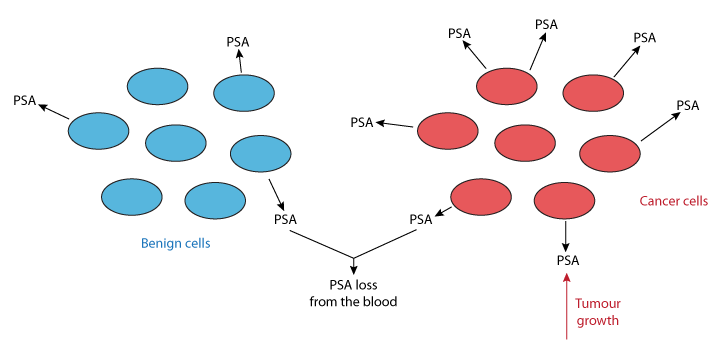 PSA
PSA
PSA
PSA
PSA
PSA
PSA
PSA
PSA
Cancer cells
Benign cells
PSA
PSA loss
from the blood
Tumour
growth